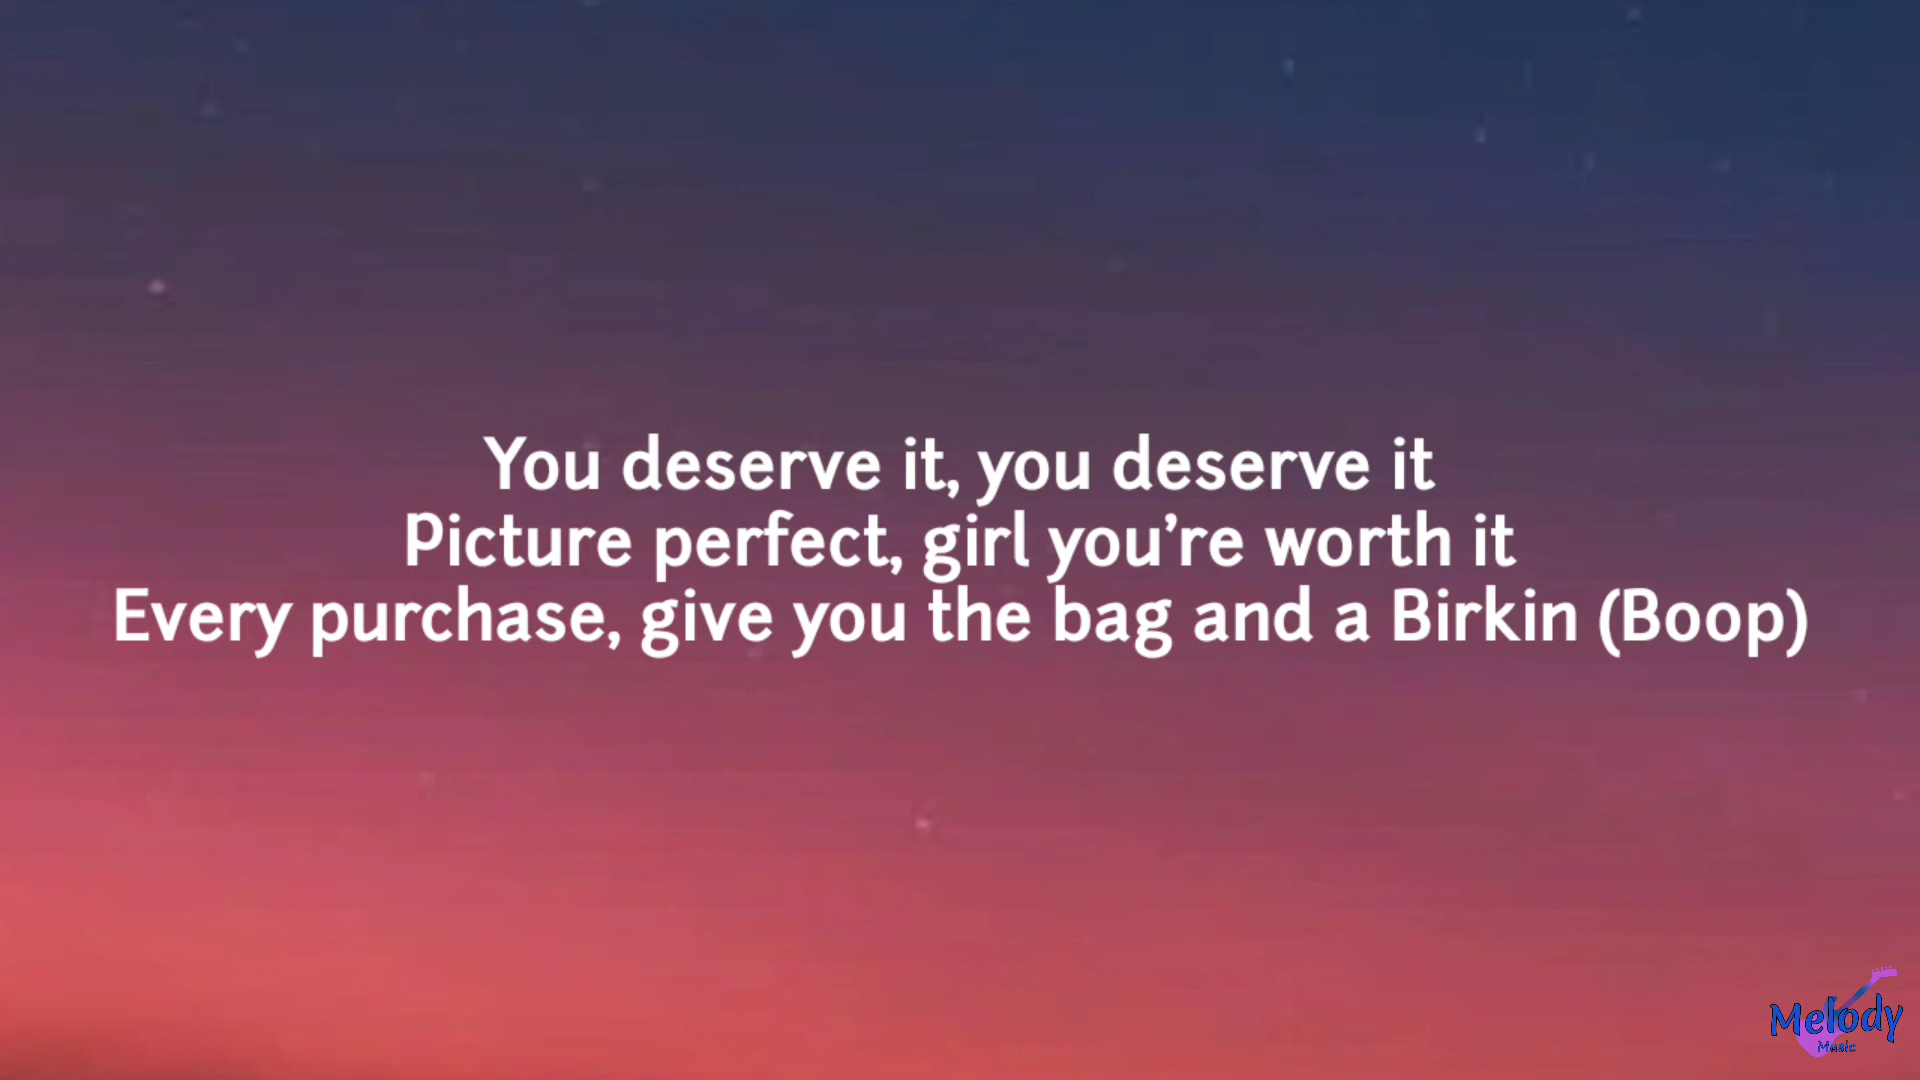 You deserve it, you deserve it
Picture perfect, girl you’re worth it
Every purchase, give you the bag and a Birkin (Boop)
Melody
Music